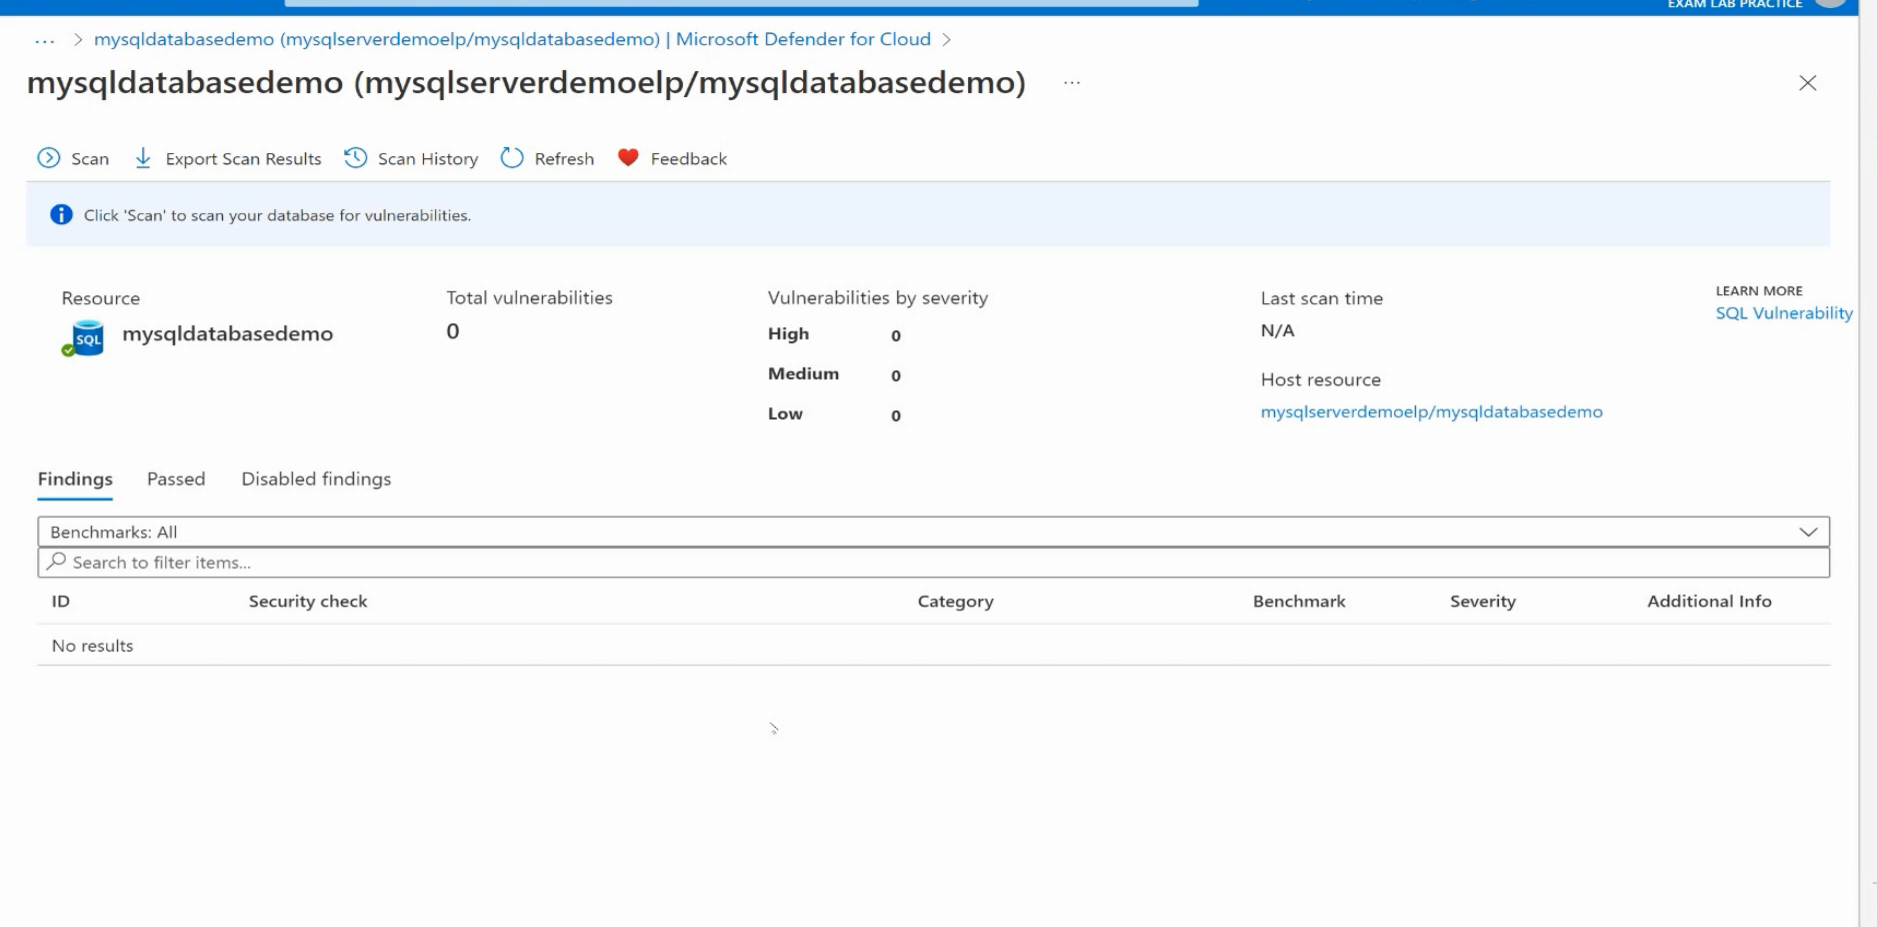 EXAM LAB PRACTICE
··· > mysqldatabasedemo (mysqlserverdemoelp/mysqldatabasedemo) | Microsoft Defender for Cloud >
mysqldatabasedemo (mysqlserverdemoelp/mysqldatabasedemo) ···
Scan Export Scan Results Scan History Refresh Feedback
Click 'Scan' to scan your database for vulnerabilities.
Resource
SQL
mysqldatabasedemo
Total vulnerabilities
0
Vulnerabilities by severity
High 0
Medium 0
Low 0
Last scan time
N/A
Host resource
mysqlserverdemoelp/mysqldatabasedemo
LEARN MORE
SQL Vulnerability
Findings Passed Disabled findings
Benchmarks: All
Search to filter items...
ID Security check Category Benchmark Severity Additional Info
No results